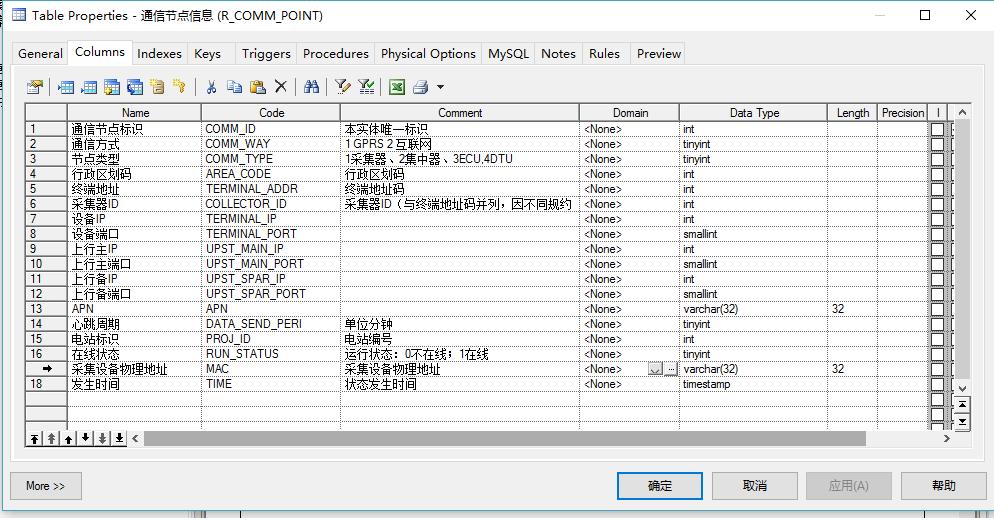 Table Properties - 通信节点信息 (R_COMM_POINT)
General Columns Indexes Keys Triggers Procedures Physical Options MySQL Notes Rules Preview
Name Code Comment Domain Data Type Length Precision I
1 通信节点标识 COMM_ID 本实体唯一标识 <None> int
2 通信方式 COMM_WAY 1 GPRS 2 互联网 <None> tinyint
3 节点类型 COMM_TYPE 1采集器、2集中器、3ECU,4DTU <None> tinyint
4 行政区划码 AREA_CODE 行政区划码 <None> int
5 终端地址 TERMINAL_ADDR 终端地址码 <None> int
6 采集器ID COLLECTOR_ID 采集器ID（与终端地址码并列，因不同规约 <None> int
7 设备IP TERMINAL_IP <None> int
8 设备端口 TERMINAL_PORT <None> smallint
9 上行主IP UPST_MAIN_IP <None> int
10 上行主端口 UPST_MAIN_PORT <None> smallint
11 上行备IP UPST_SPAR_IP <None> int
12 上行备端口 UPST_SPAR_PORT <None> smallint
13 APN APN <None> varchar(32) 32
14 心跳周期 DATA_SEND_PERI 单位分钟 <None> tinyint
15 电站标识 PROJ_ID 电站编号 <None> int
16 在线状态 RUN_STATUS 运行状态：0不在线；1在线 <None> tinyint
采集设备物理地址 MAC 采集设备物理地址 <None> ... varchar(32) 32
18 发生时间 TIME 状态发生时间 <None> timestamp
More >> 确定 取消 应用(A) 帮助